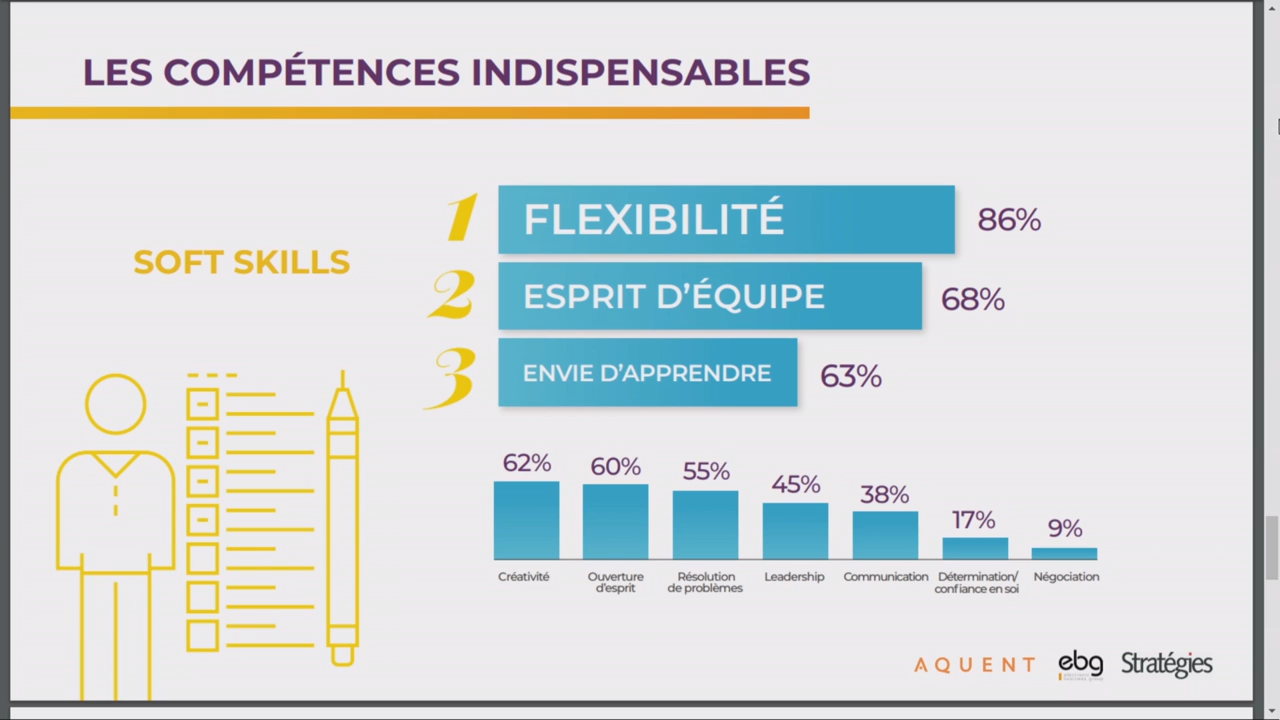 LES COMPÉTENCES INDISPENSABLES
SOFT SKILLS
1 FLEXIBILITÉ 86%
2 ESPRIT D'ÉQUIPE 68%
3 ENVIE D'APPRENDRE 63%
62% 60% 55% 45% 38% 17% 9%
Créativité Ouverture Résolution Leadership Communication Détermination/ Négociation
d'esprit de problèmes confiance en soi
AQUENT ebg Stratégies